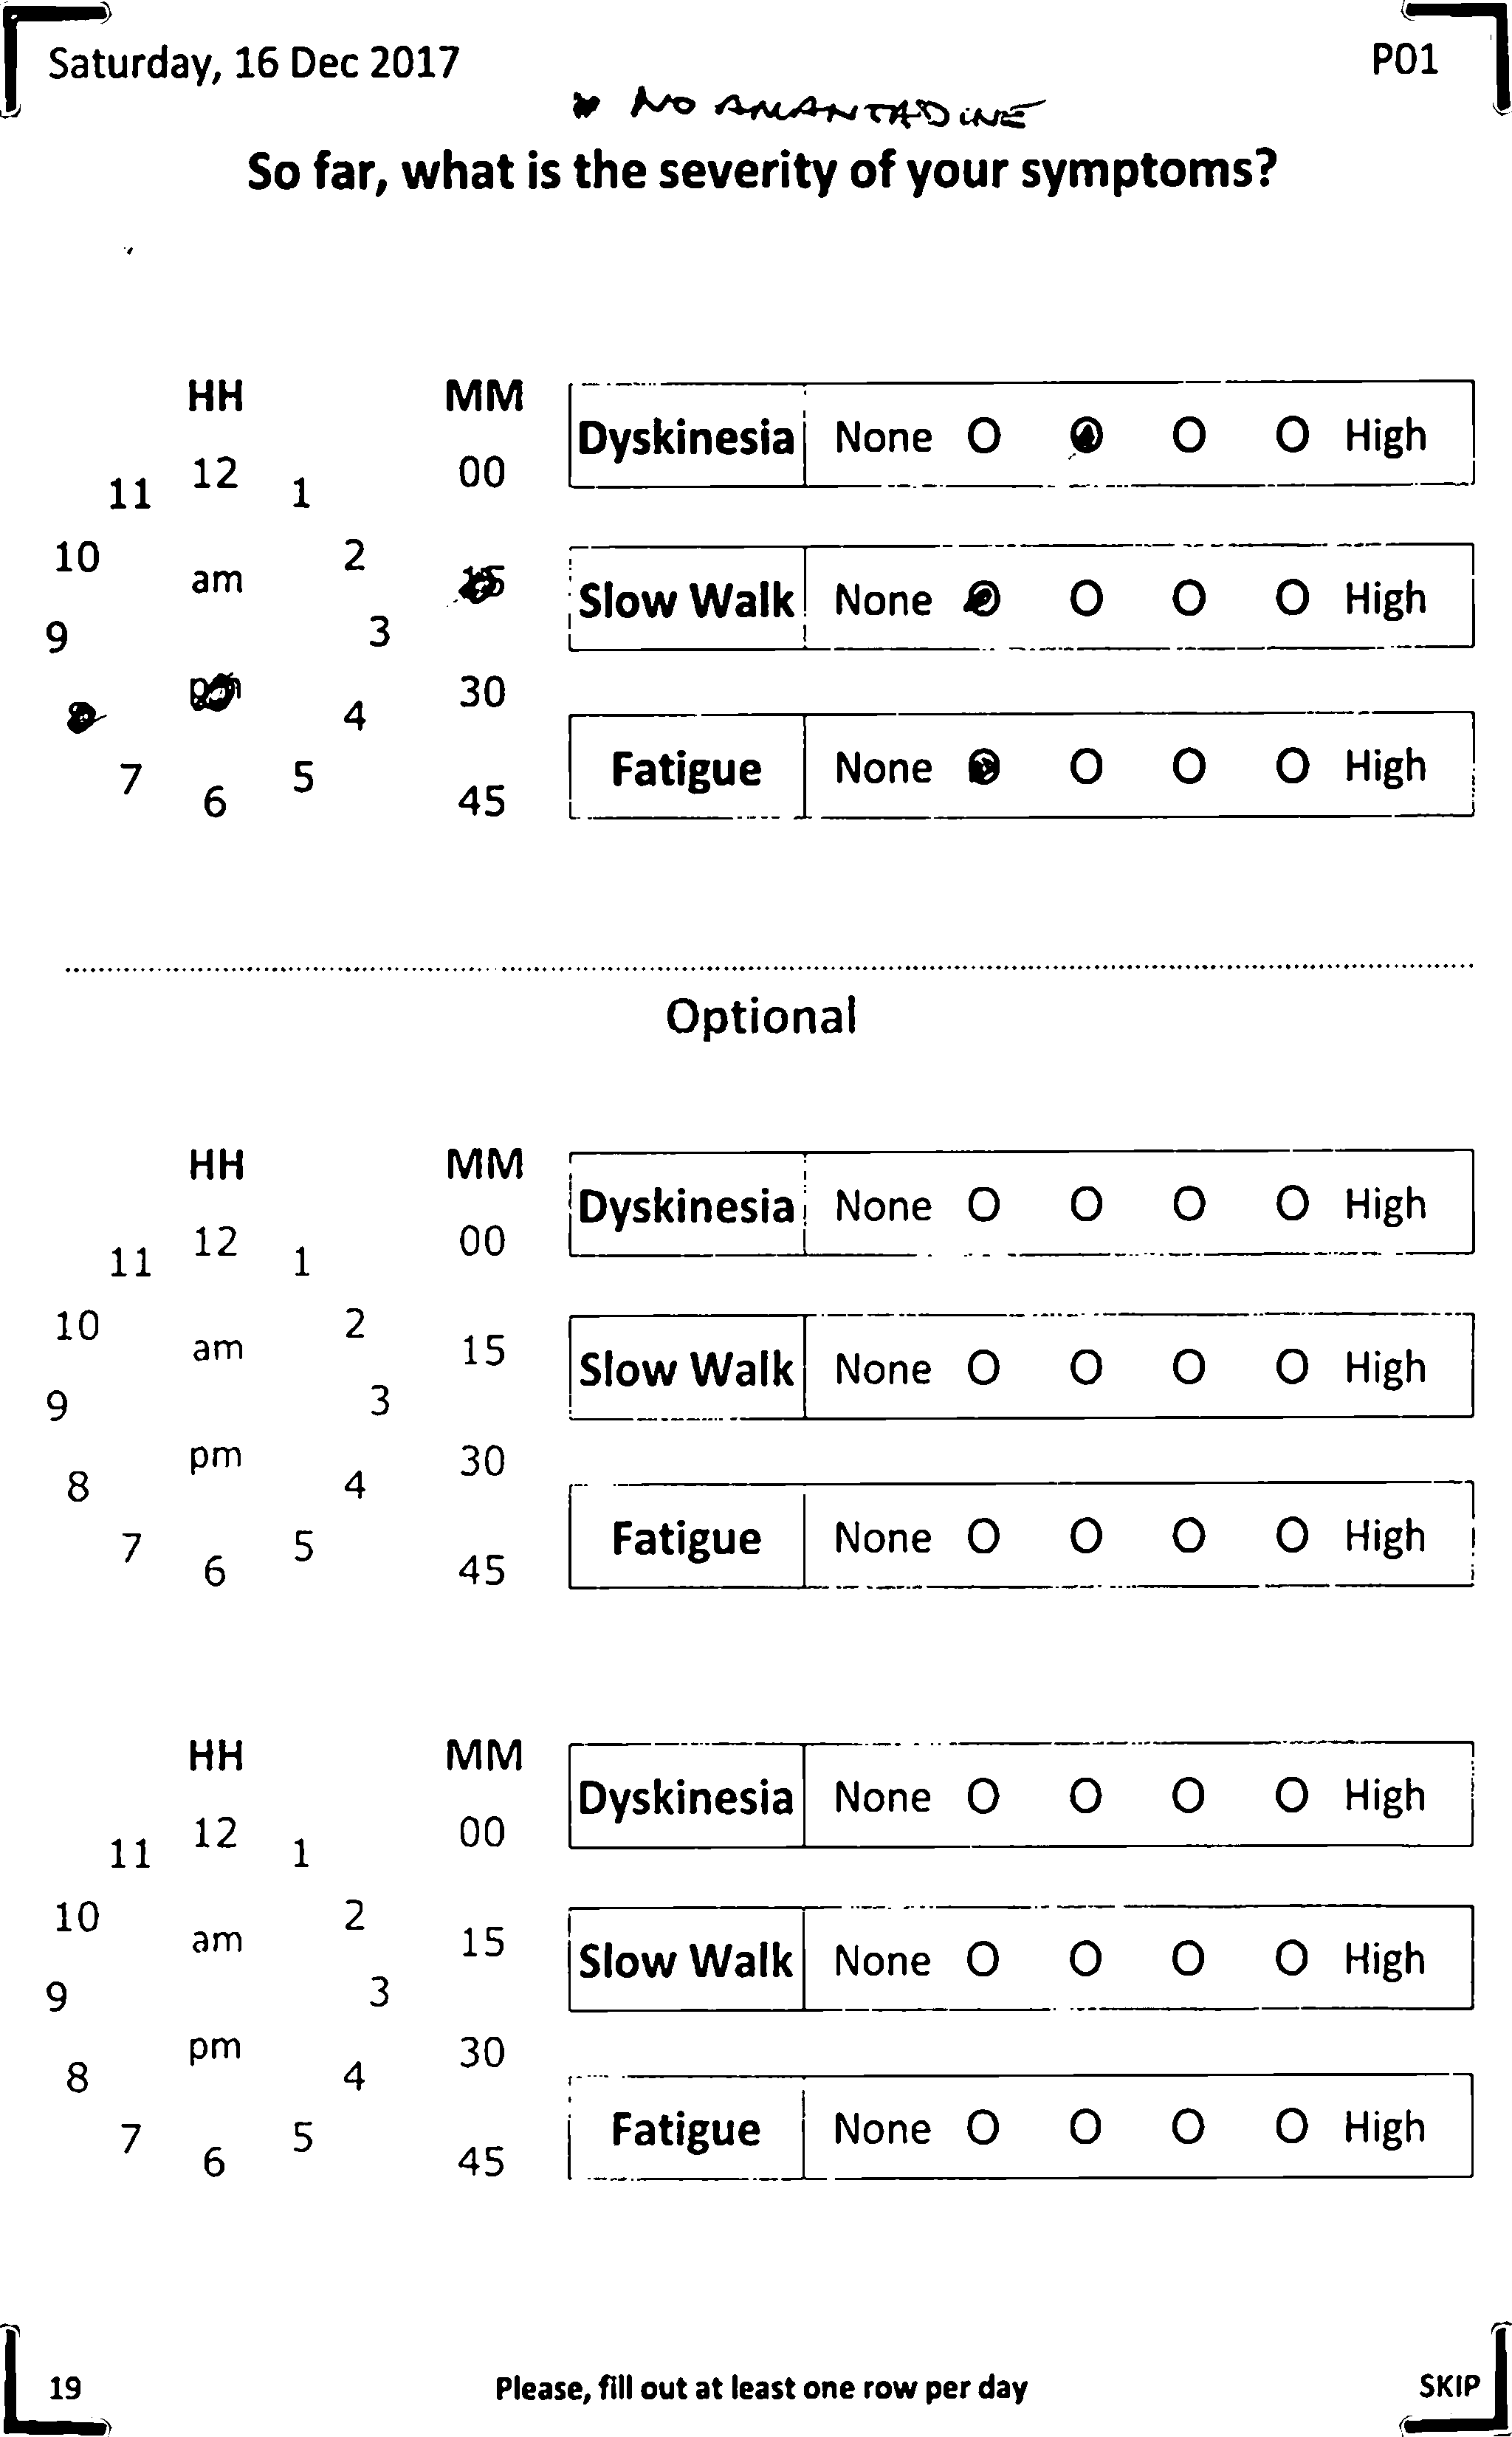 Saturday, 16 Dec 2017 P01
* NO AMANTADINE
So far, what is the severity of your symptoms?
HH MM
Dyskinesia None O O O O High
11 12 1 00
10 am 2 15
Slow Walk None O O O O High
9 3
pm 30
4
Fatigue None O O O O High
7 6 5 45
Optional
HH MM
Dyskinesia None O O O O High
11 12 1 00
10 am 2 15
Slow Walk None O O O O High
9 3
8 pm 4 30
Fatigue None O O O O High
7 6 5 45
HH MM
Dyskinesia None O O O O High
11 12 1 00
10 am 2 15
Slow Walk None O O O O High
9 3
8 pm 4 30
Fatigue None O O O O High
7 6 5 45
19 Please, fill out at least one row per day SKIP